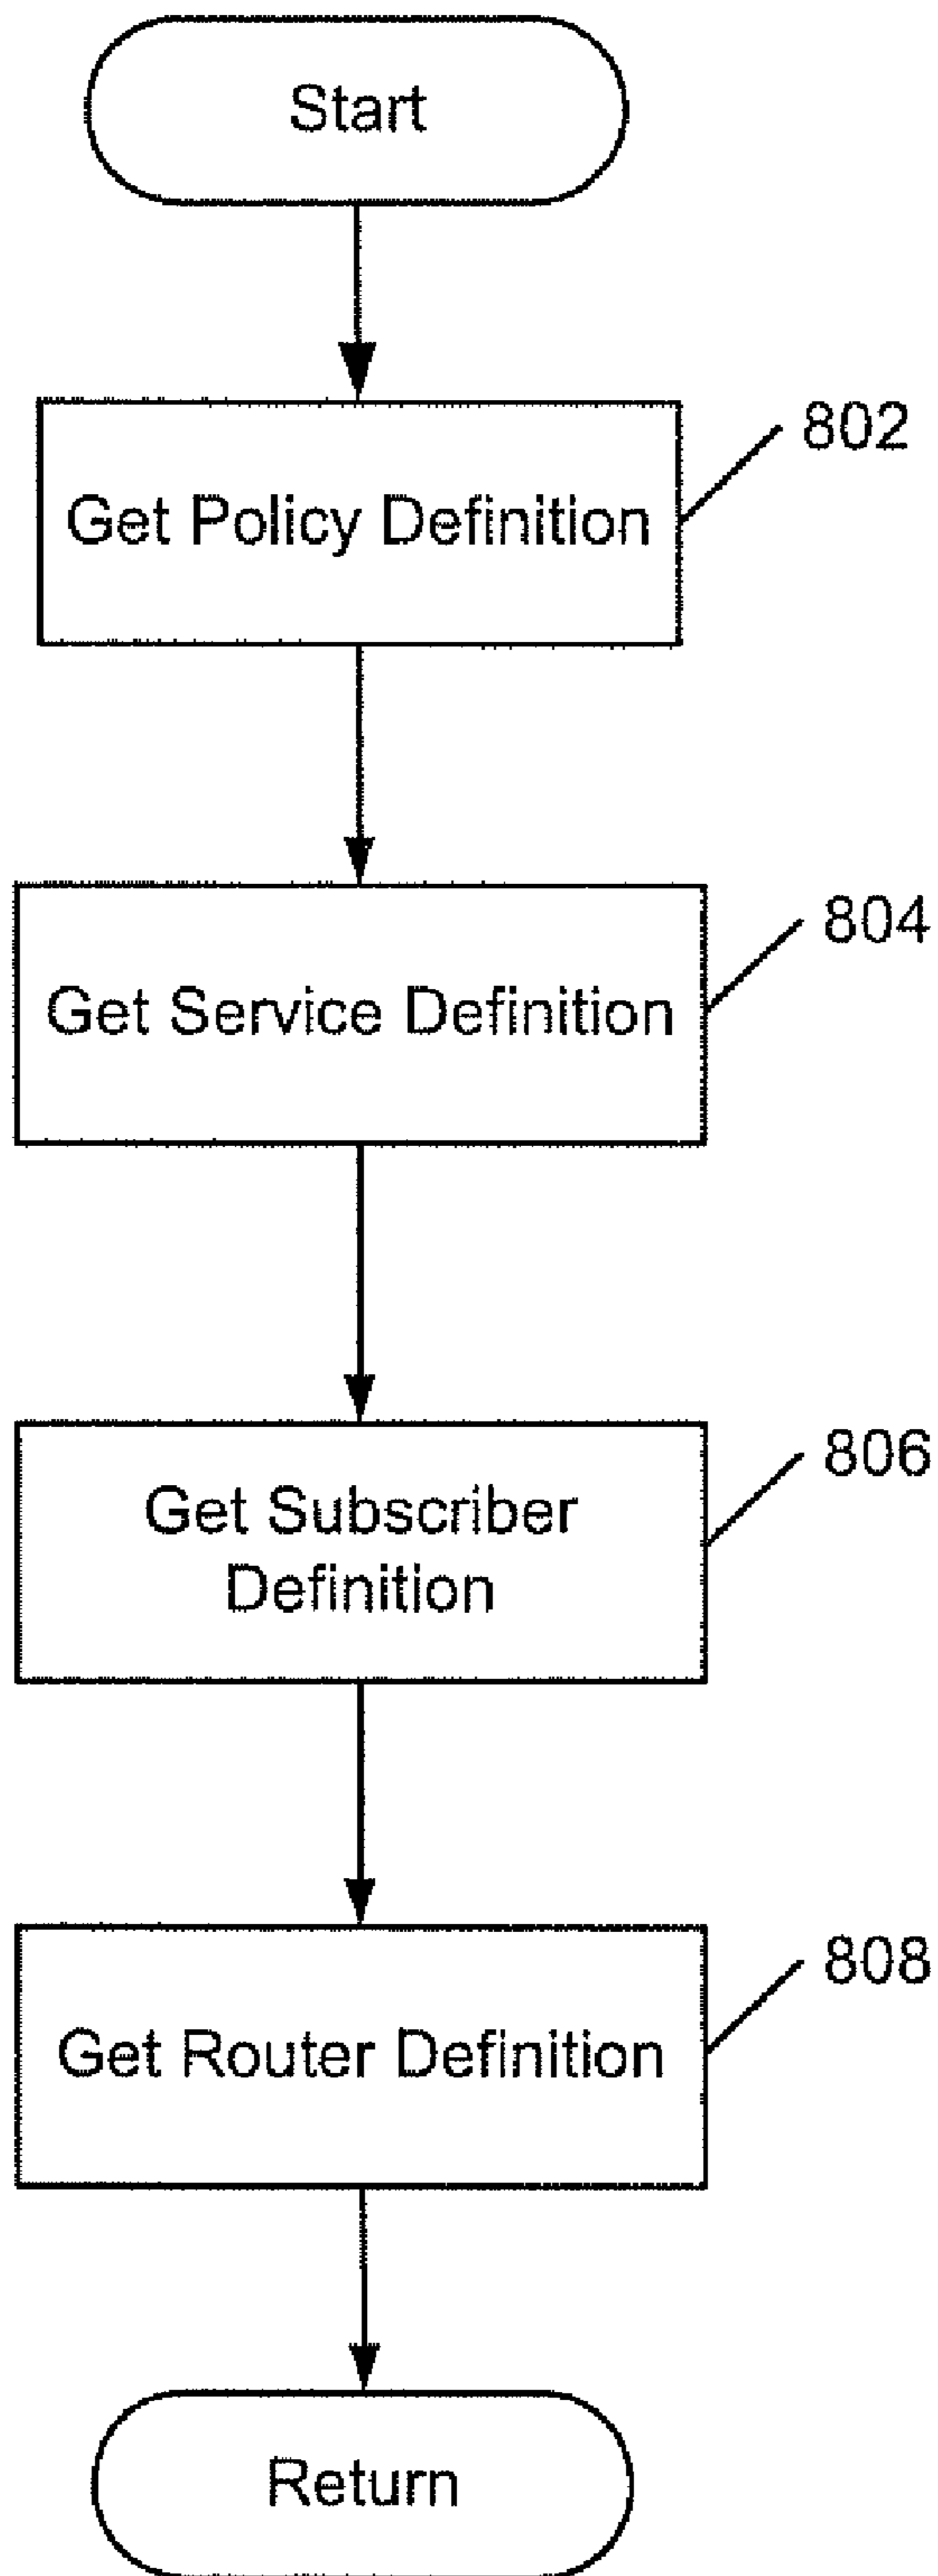 Start
802
Get Policy Definition
804
Get Service Definition
806
Get Subscriber
Definition
808
Get Router Definition
Return